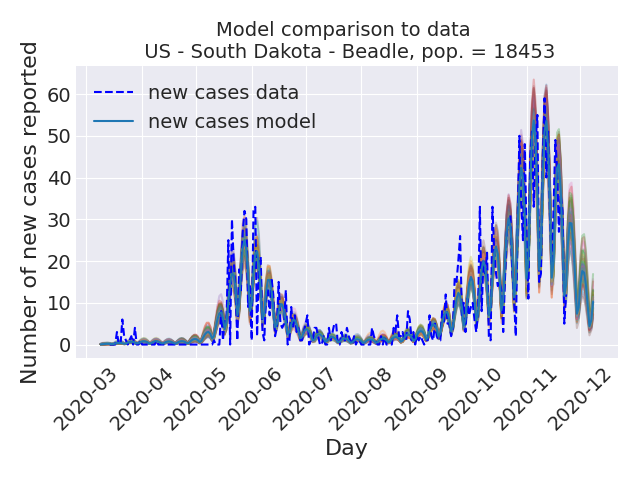 Model comparison to data
US - South Dakota - Beadle, pop. = 18453
Number of new cases reported
60
50
40
30
20
10
0
new cases data
new cases model
2020-03
2020-04
2020-05
2020-06
2020-07
2020-08
2020-09
2020-10
2020-11
2020-12
Day